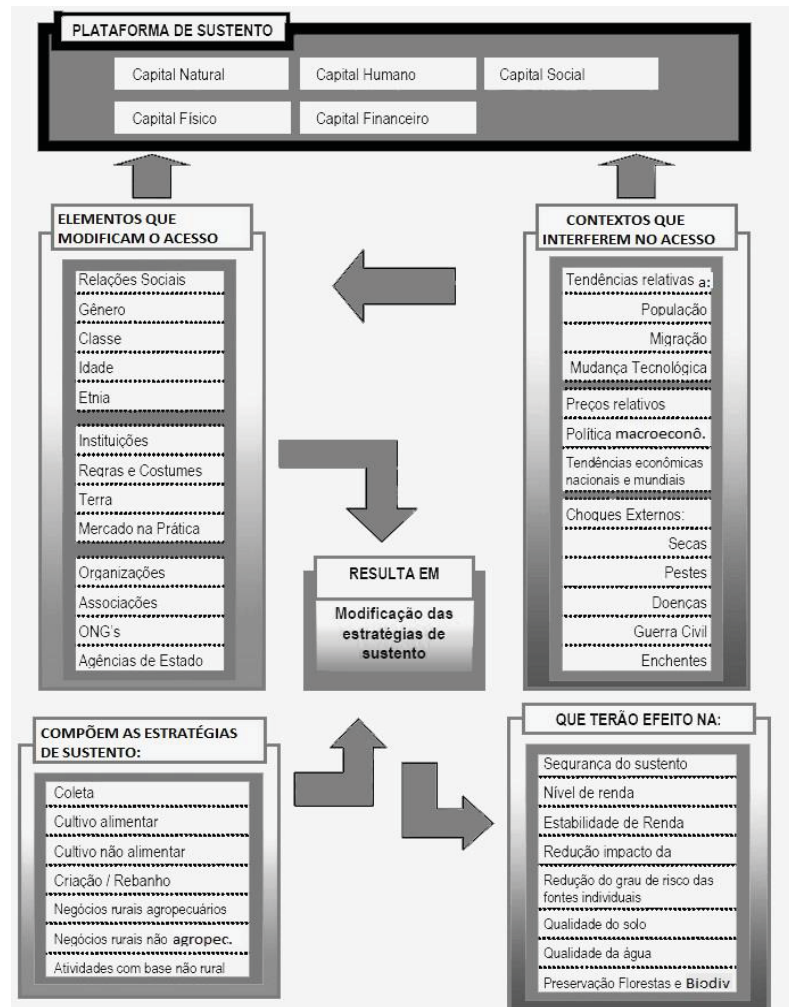 PLATAFORMA DE SUSTENTO
Capital Natural
Capital Humano
Capital Social
Capital Físico
Capital Financeiro
ELEMENTOS QUE
MODIFICAM O ACESSO
Relações Sociais
Gênero
Classe
Idade
Etnia
Instituições
Regras e Costumes
Terra
Mercado na Prática
Organizações
Associações
ONG's
Agências de Estado
CONTEXTOS QUE
INTERFEREM NO ACESSO
Tendências relativas a:
População
Migração
Mudança Tecnológica
Preços relativos
Política macroeconô.
Tendências econômicas
nacionais e mundiais
Choques Externos:
Secas
Pestes
Doenças
Guerra Civil
Enchentes
RESULTA EM
Modificação das
estratégias de
sustento
COMPÕEM AS ESTRATÉGIAS
DE SUSTENTO:
Coleta
Cultivo alimentar
Cultivo não alimentar
Criação / Rebanho
Negócios rurais agropecuários
Negócios rurais não agropec.
Atividades com base não rural
QUE TERÃO EFEITO NA:
Segurança do sustento
Nível de renda
Estabilidade de Renda
Redução impacto da
Redução do grau de risco das
fontes individuais
Qualidade do solo
Qualidade da água
Preservação Florestas e Biodiv